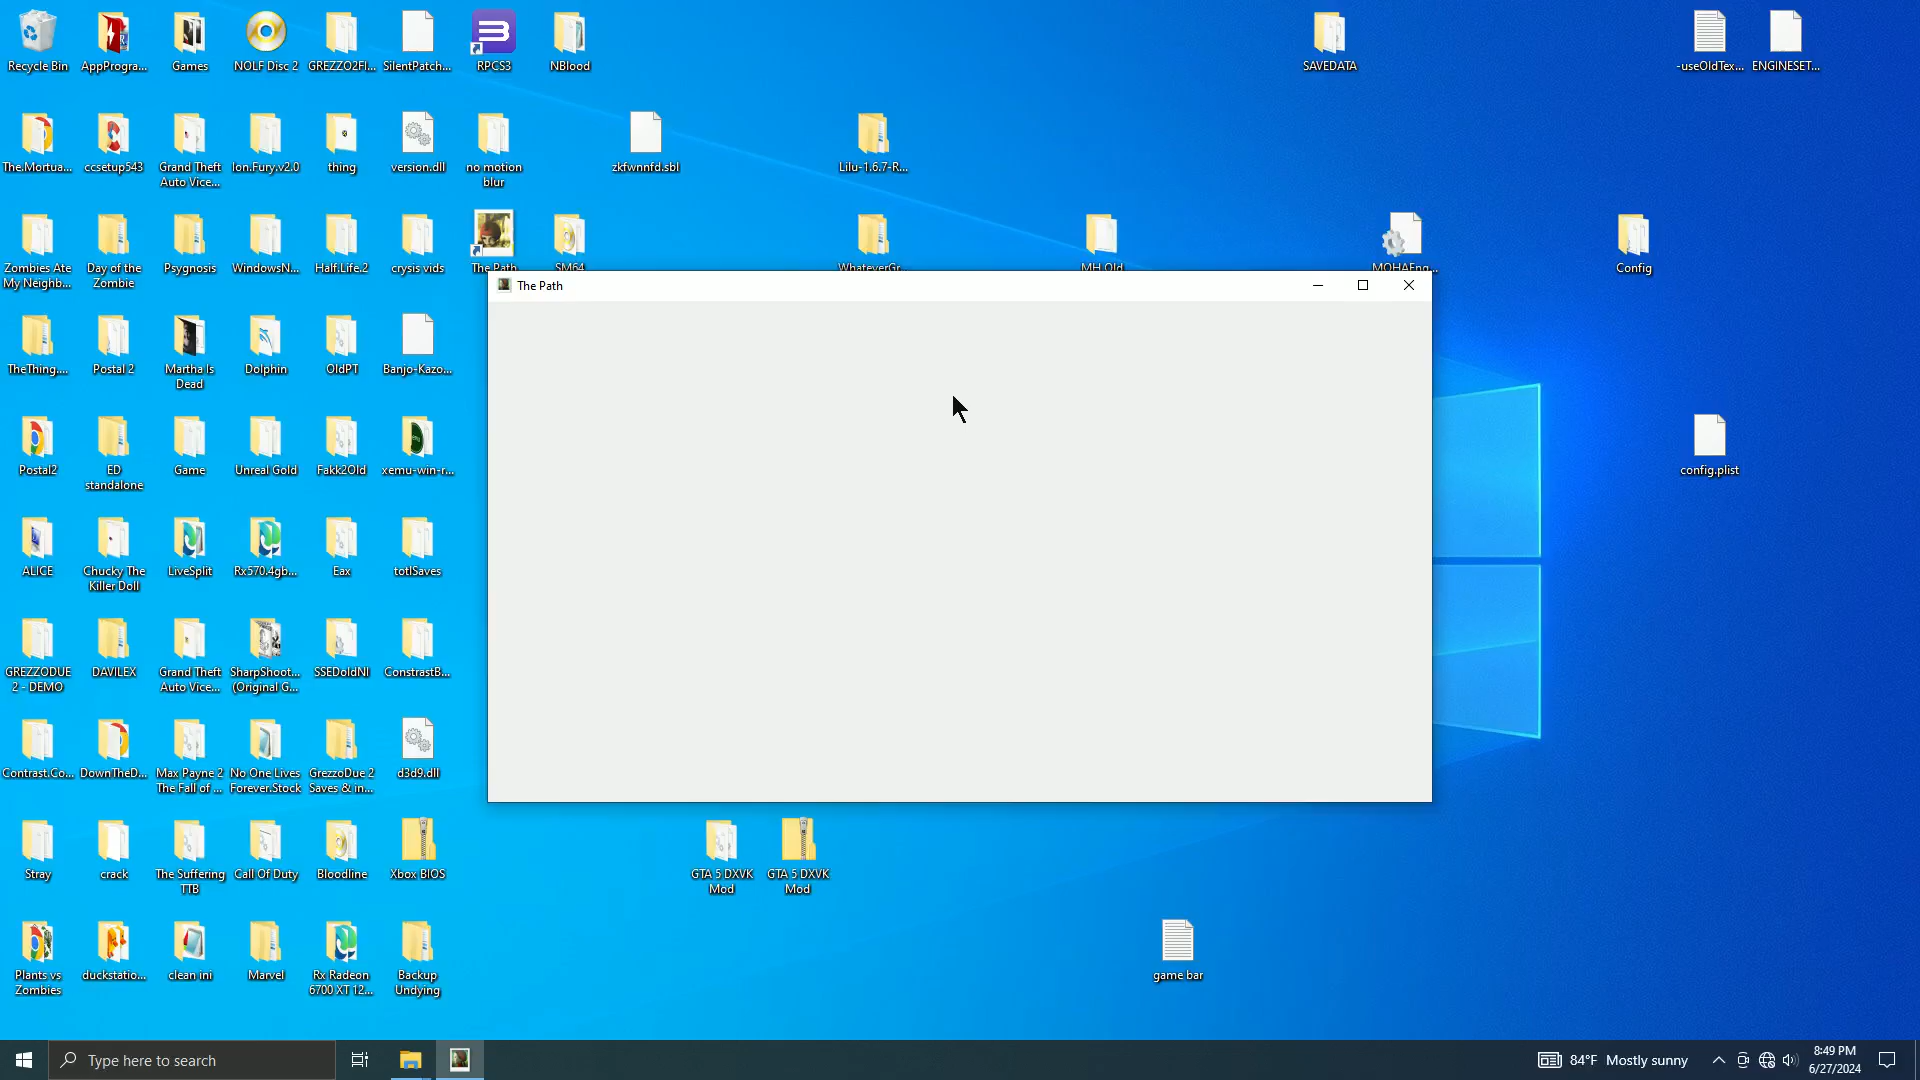 Recycle Bin
AppProgra...
Games
NOLF Disc 2
GREZZO2FI...
SilentPatch...
RPCS3
NBlood
SAVEDATA
-useOldTex...
ENGINESET...
The.Mortua...
ccsetup543
Grand Theft
Auto Vice...
Ion.Fury.v2.0
thing
version.dll
no motion
blur
zkfwnnfd.sbl
Lilu-1.6.7-R...
Zombies Ate
My Neighb...
Day of the
Zombie
Psygnosis
WindowsN...
Half.Life.2
crysis vids
The Path
SM64
WhateverGr...
MH Old
MOHAEng...
Config
The Path
TheThing....
Postal 2
Martha Is
Dead
Dolphin
OldPT
Banjo-Kazo...
Postal2
ED
standalone
Game
Unreal Gold
Fakk2Old
xemu-win-r...
config.plist
ALICE
Chucky The
Killer Doll
LiveSplit
Rx570.4gb...
Eax
totlSaves
GREZZODUE
2 - DEMO
DAVILEX
Grand Theft
Auto Vice...
SharpShoot...
(Original G...
SSEDoldNI
ConstrastB...
Contrast.Co...
DownTheD...
Max Payne 2
The Fall of ...
No One Lives
Forever.Stock
GrezzoDue 2
Saves & in...
d3d9.dll
Stray
crack
The Suffering
TTB
Call Of Duty
Bloodline
Xbox BIOS
GTA 5 DXVK
Mod
GTA 5 DXVK
Mod
Plants vs
Zombies
duckstatio...
clean ini
Marvel
Rx Radeon
6700 XT 12...
Backup
Undying
game bar
Type here to search
84°F Mostly sunny
8:49 PM
6/27/2024